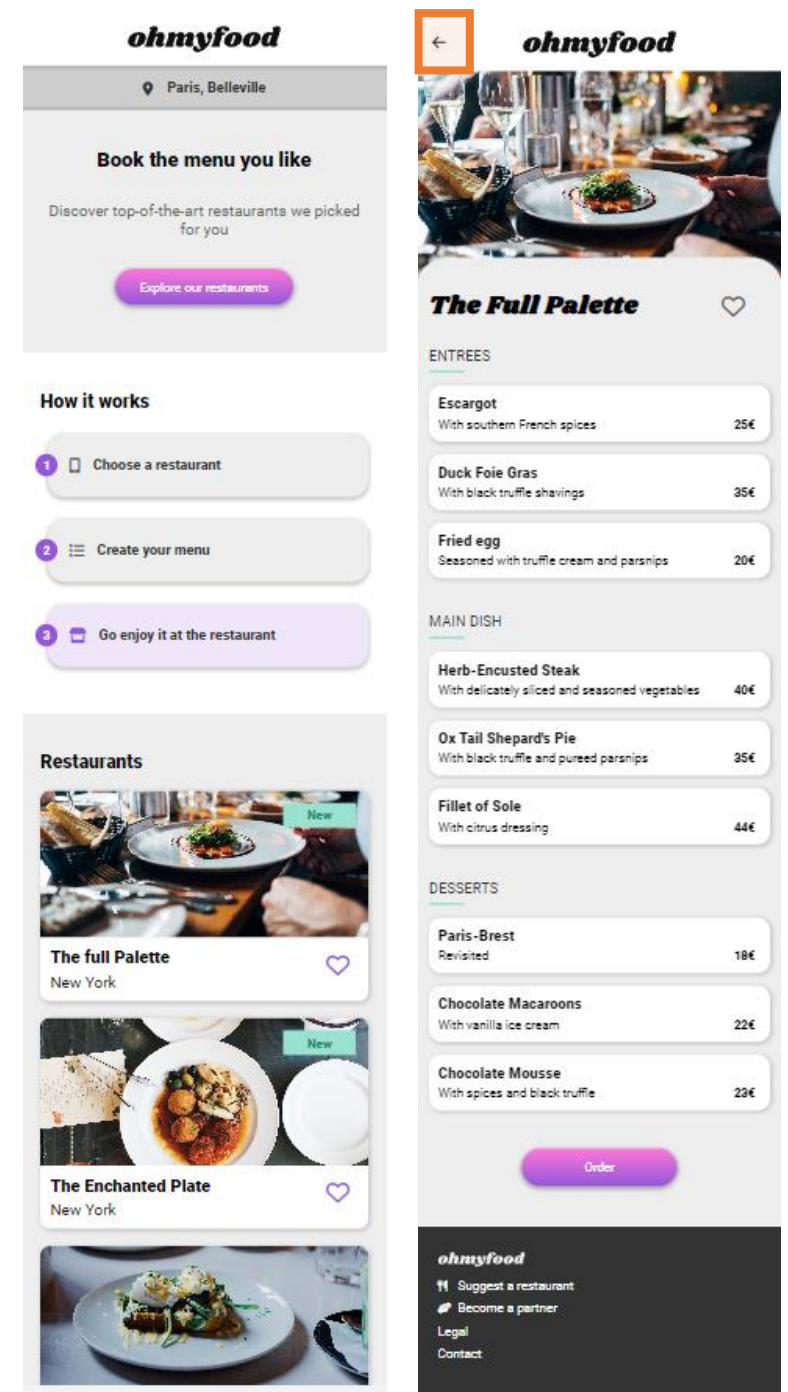 ohmyfood
Paris, Belleville
Book the menu you like
Discover top-of-the-art restaurants we picked
for you
Explore our restaurants
How it works
1 Choose a restaurant
2 Create your menu
3 Go enjoy it at the restaurant
Restaurants
New
The full Palette
New York
New
The Enchanted Plate
New York
ohmyfood
The Full Palette
ENTREES
Escargot
With southern French spices 25€
Duck Foie Gras
With black truffle shavings 35€
Fried egg
Seasoned with truffle cream and parsnips 20€
MAIN DISH
Herb-Encusted Steak
With delicately sliced and seasoned vegetables 40€
Ox Tail Shepard's Pie
With black truffle and pureed parsnips 35€
Fillet of Sole
With citrus dressing 44€
DESSERTS
Paris-Brest
Revisited 18€
Chocolate Macaroons
With vanilla ice cream 22€
Chocolate Mousse
With spices and black truffle 23€
Order
ohmyfood
Suggest a restaurant
Become a partner
Legal
Contact